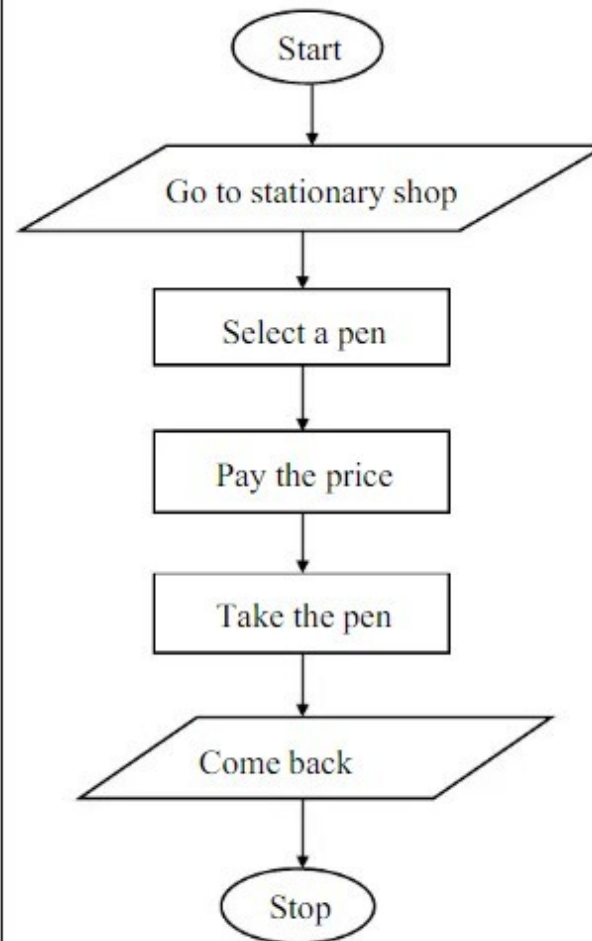 Start
Go to stationary shop
Select a pen
Pay the price
Take the pen
Come back
Stop